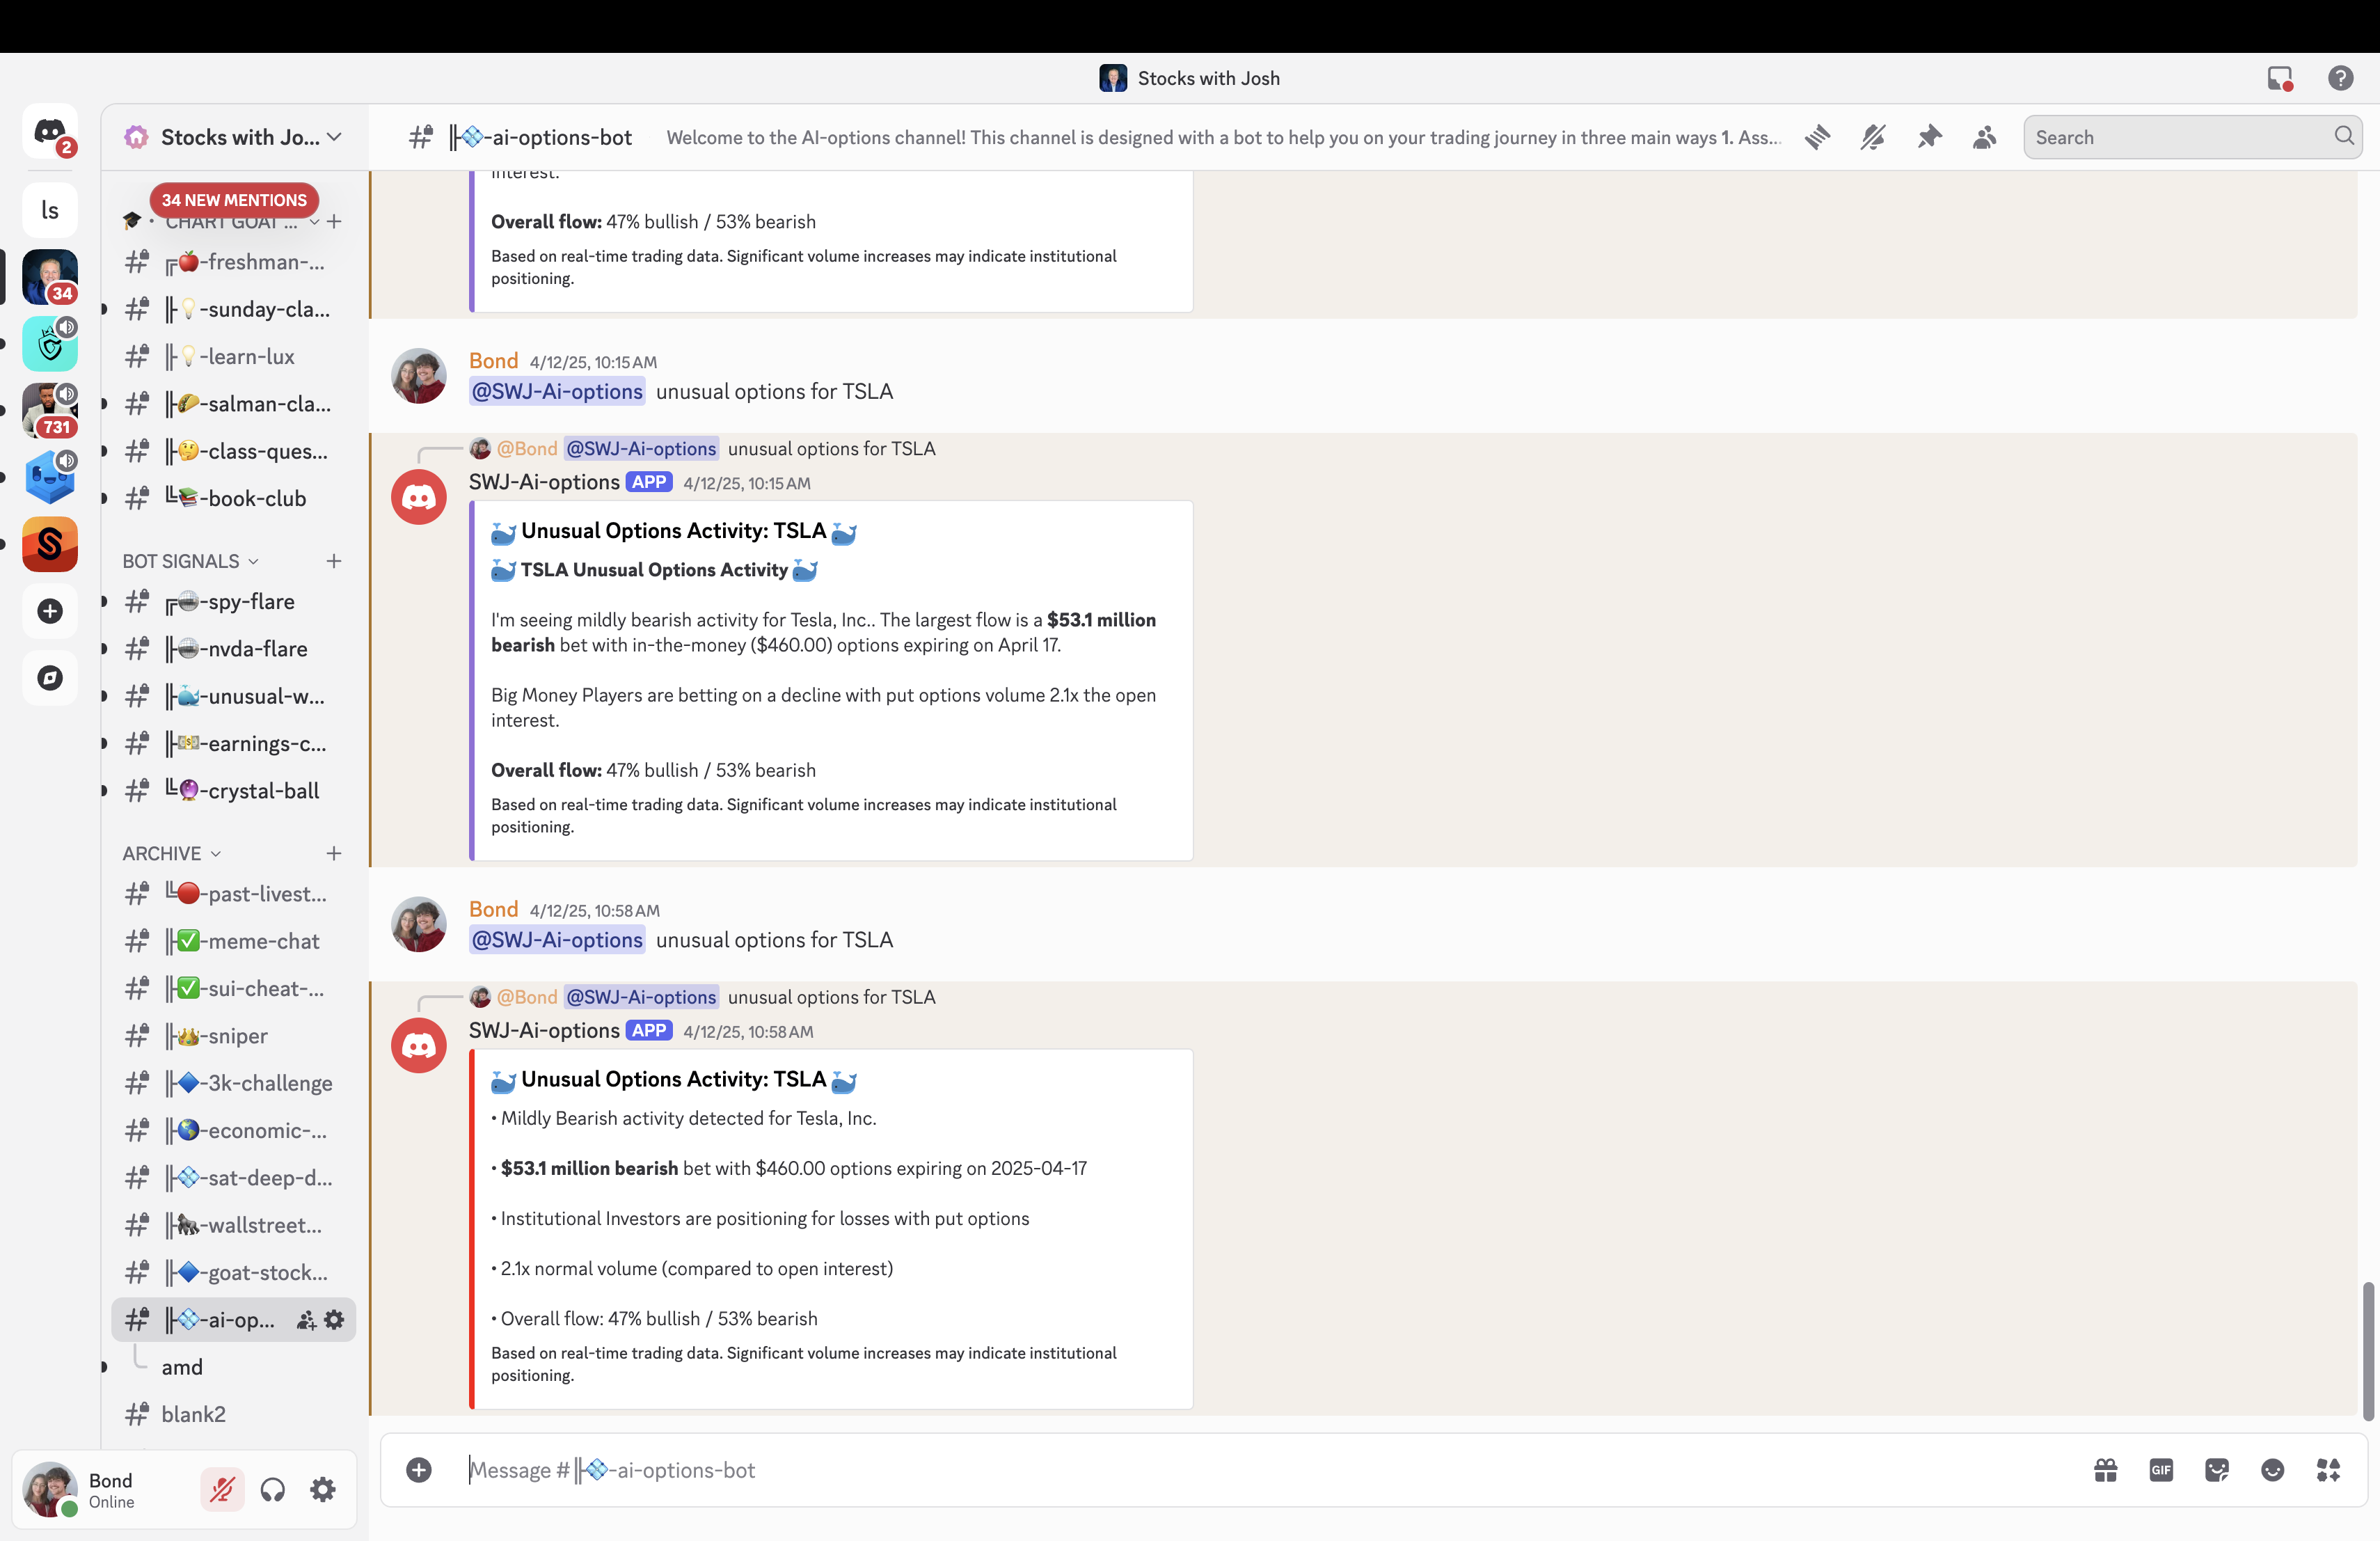 Stocks with Josh
2
ls
34
731
Stocks with Jo...
34 NEW MENTIONS
CHART GOAT ...
-freshman-...
-sunday-cla...
-learn-lux
-salman-cla...
-class-ques...
-book-club
BOT SIGNALS
-spy-flare
-nvda-flare
-unusual-w...
-earnings-c...
-crystal-ball
ARCHIVE
-past-livest...
-meme-chat
-sui-cheat-...
-sniper
-3k-challenge
-economic-...
-sat-deep-d...
-wallstreet...
-goat-stock...
-ai-op...
amd
blank2
Bond
Online
-ai-options-bot
Welcome to the AI-options channel! This channel is designed with a bot to help you on your trading journey in three main ways 1. Ass...
Search
interest.
Overall flow: 47% bullish / 53% bearish
Based on real-time trading data. Significant volume increases may indicate institutional
positioning.
Bond 4/12/25, 10:15 AM
@SWJ-Ai-options unusual options for TSLA
@Bond @SWJ-Ai-options unusual options for TSLA
SWJ-Ai-options APP 4/12/25, 10:15 AM
🐳 Unusual Options Activity: TSLA 🐳
🐳 TSLA Unusual Options Activity 🐳
I'm seeing mildly bearish activity for Tesla, Inc.. The largest flow is a $53.1 million
bearish bet with in-the-money ($460.00) options expiring on April 17.
Big Money Players are betting on a decline with put options volume 2.1x the open
interest.
Overall flow: 47% bullish / 53% bearish
Based on real-time trading data. Significant volume increases may indicate institutional
positioning.
Bond 4/12/25, 10:58 AM
@SWJ-Ai-options unusual options for TSLA
@Bond @SWJ-Ai-options unusual options for TSLA
SWJ-Ai-options APP 4/12/25, 10:58 AM
🐳 Unusual Options Activity: TSLA 🐳
• Mildly Bearish activity detected for Tesla, Inc.
• $53.1 million bearish bet with $460.00 options expiring on 2025-04-17
• Institutional Investors are positioning for losses with put options
• 2.1x normal volume (compared to open interest)
• Overall flow: 47% bullish / 53% bearish
Based on real-time trading data. Significant volume increases may indicate institutional
positioning.
Message # -ai-options-bot
GIF